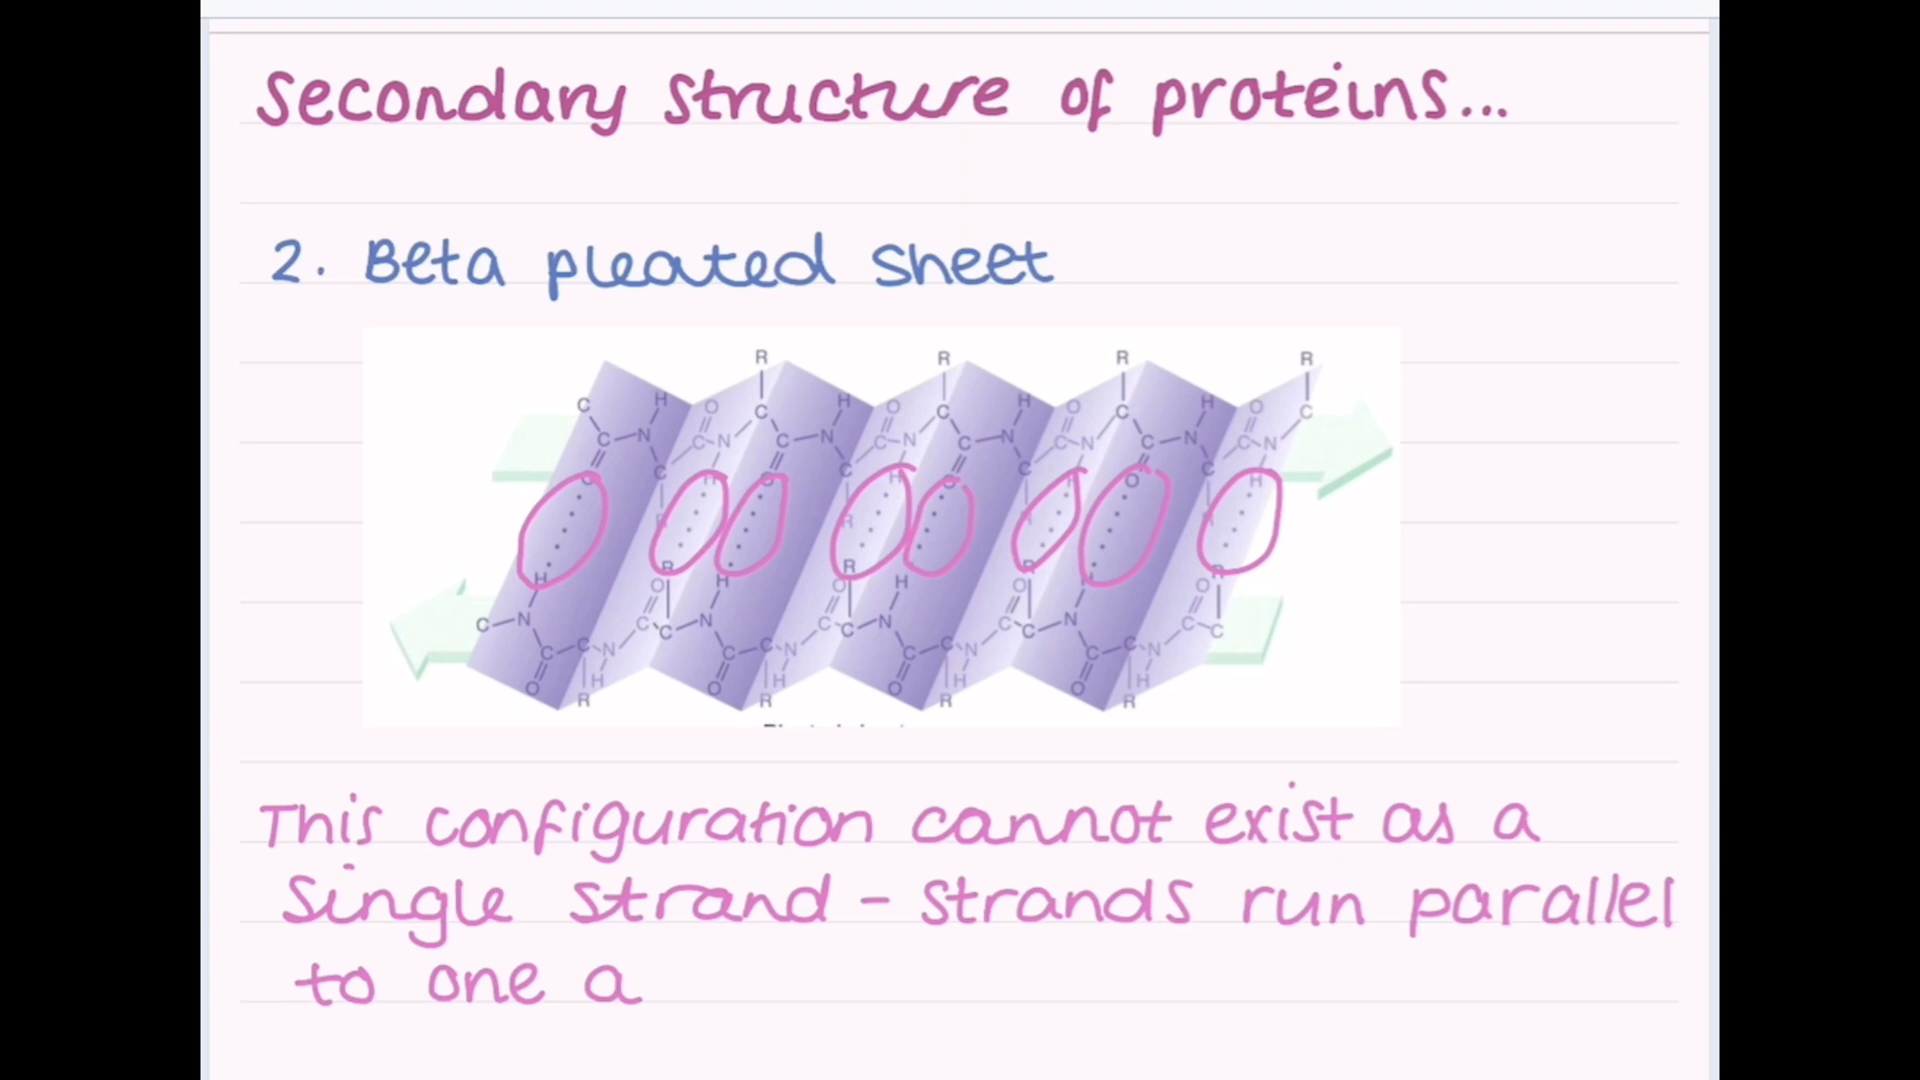 Secondary structure of proteins...
2. Beta pleated sheet
R R R R
C H O C H O C H O C H O C
C N C N C N C N C N C N C N C N
C C C C
O H O H O H O H
R R R R
H R H R H R H R
O O O O
C N C C N C C N C C N C C
C C N C C N C C N C C N
O H O H O H O H
R R R R
This configuration cannot exist as a
single strand - strands run parallel
to one a